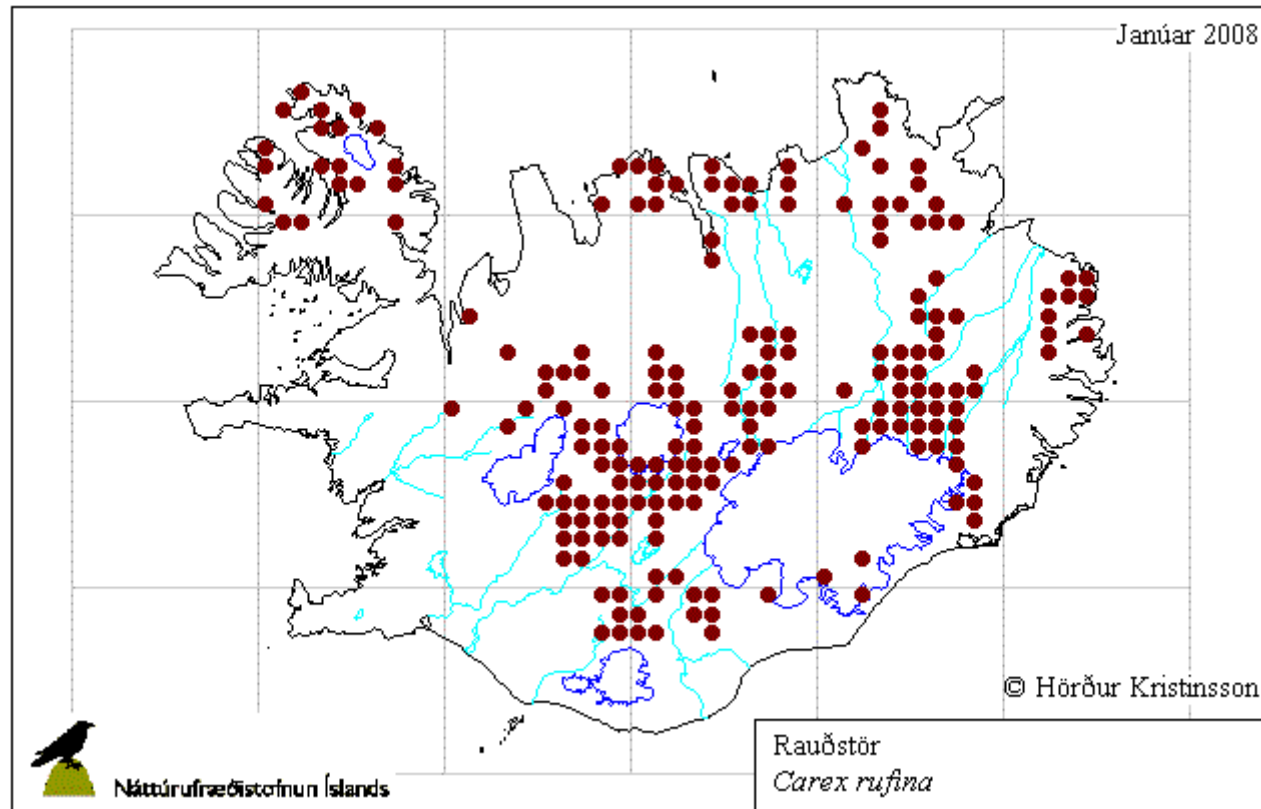 Janúar 2008
© Hörður Kristinsson
Rauðstör
Carex rufina
Náttúrufræðistofnun Íslands